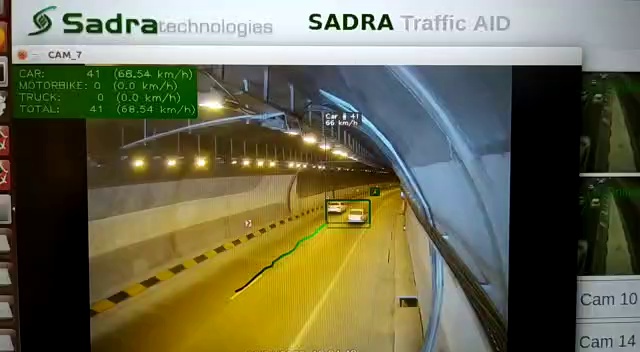 Sadra technologies
SADRA Traffic AID
CAM_7
CAR: 41 (68.54 km/h)
MOTORBIKE: 0 (0.0 km/h)
TRUCK: 0 (0.0 km/h)
TOTAL: 41 (68.54 km/h)
Car # 41
66 km/h
Cam 10
Cam 14